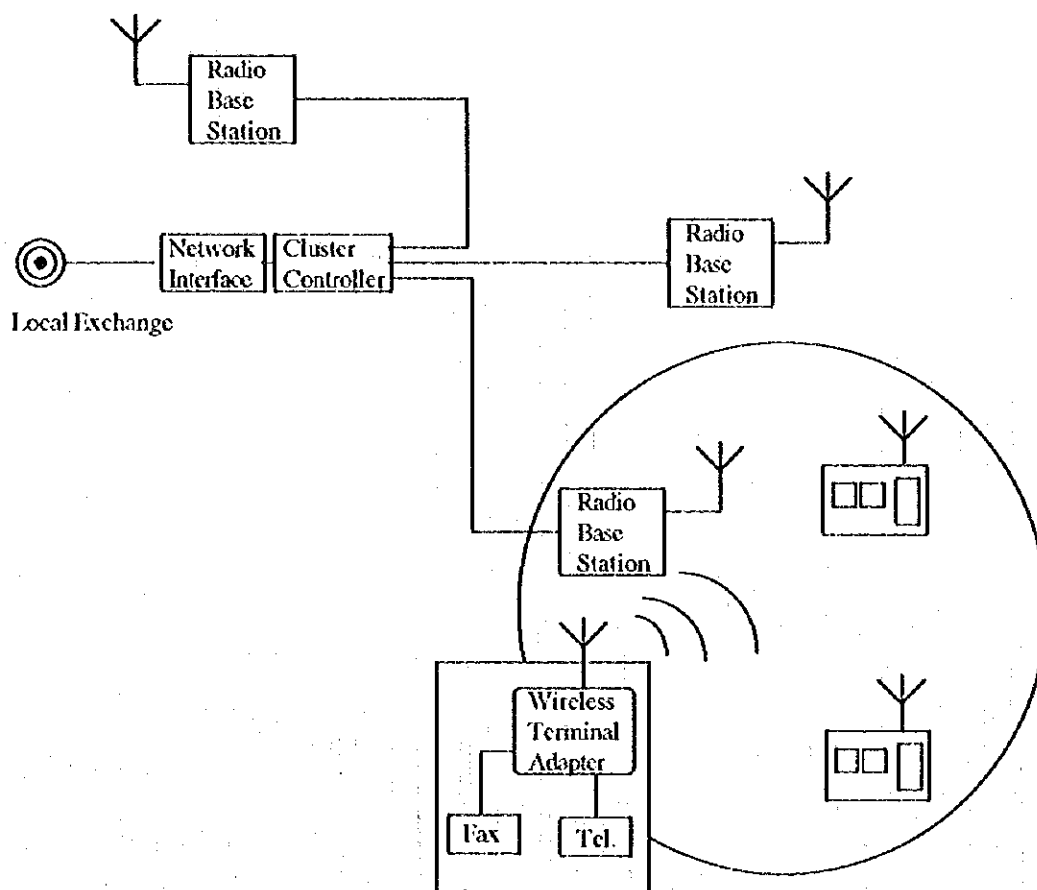 Radio
Base
Station
Radio
Base
Station
Network
Interface
Cluster
Controller
Local Exchange
Radio
Base
Station
Wireless
Terminal
Adapter
Fax
Tel.